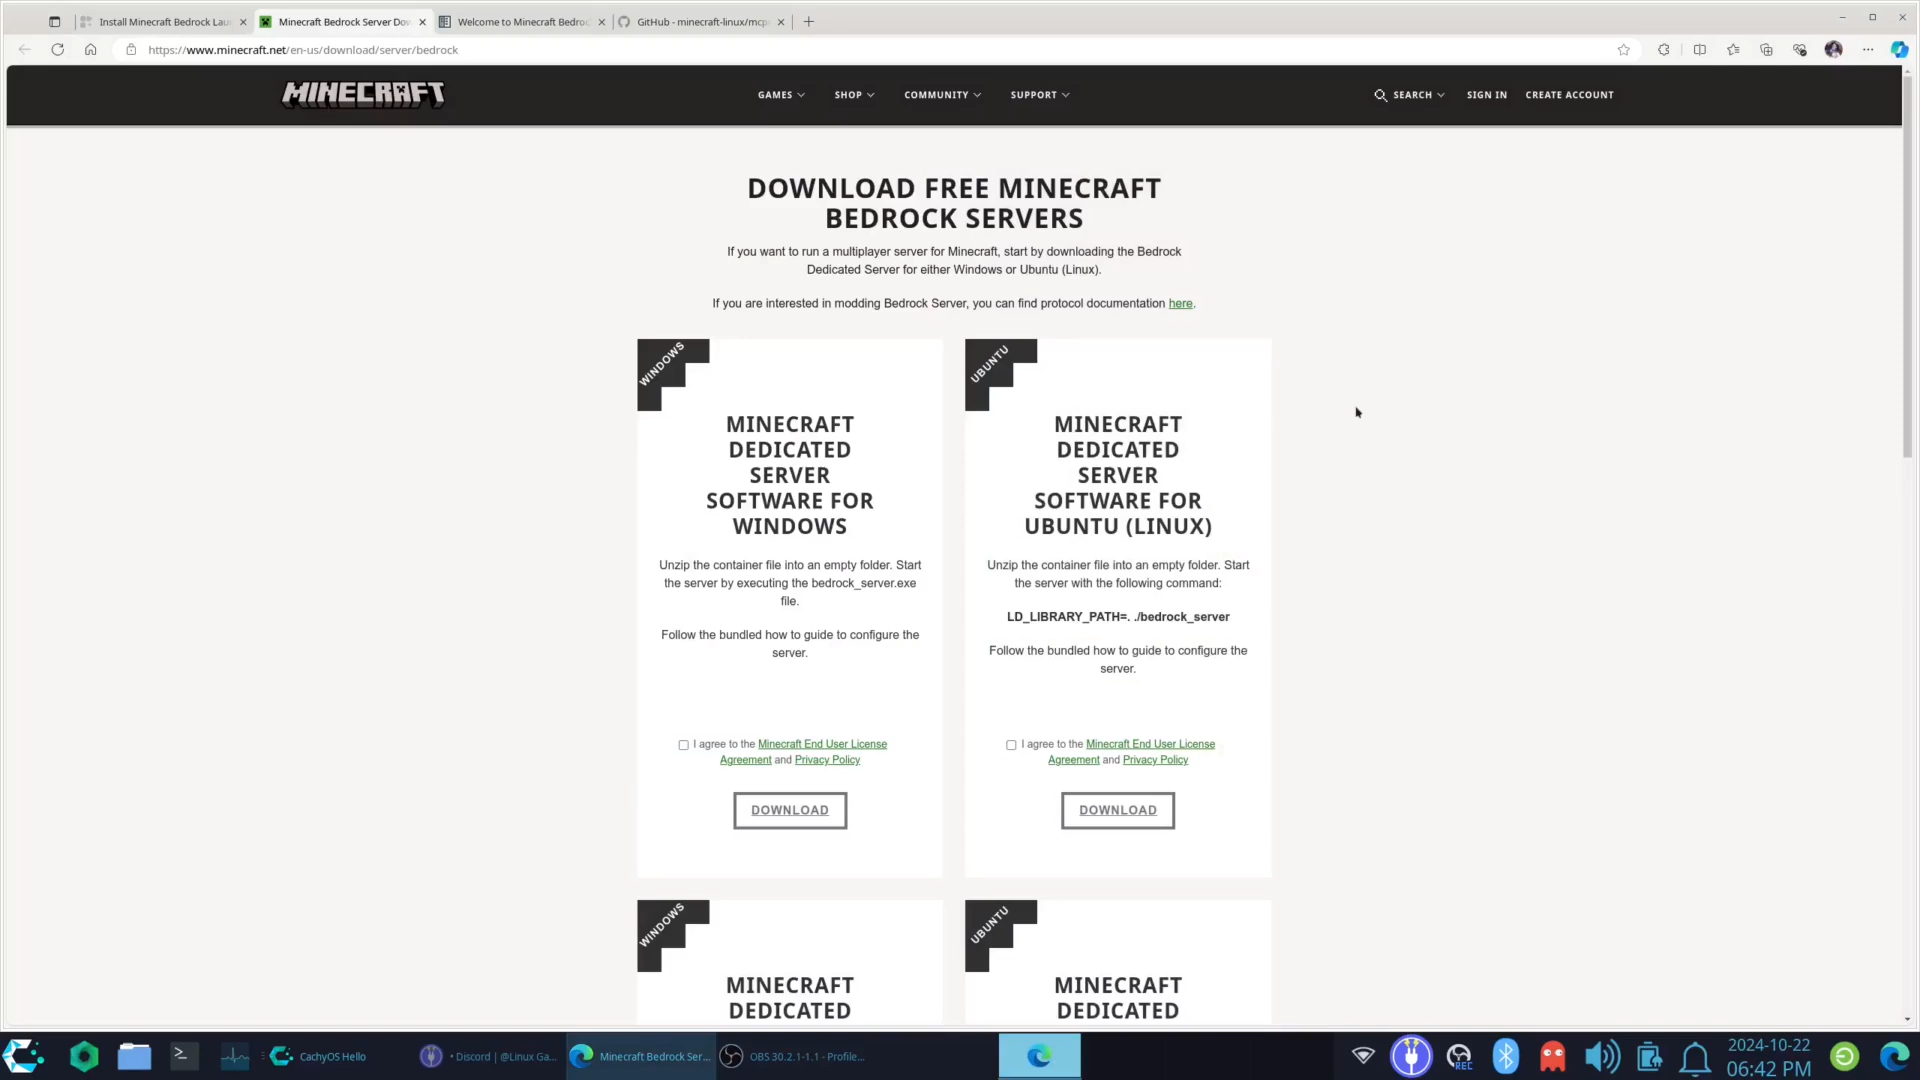 Install Minecraft Bedrock Lau
Minecraft Bedrock Server Dow
Welcome to Minecraft Bedroc
GitHub - minecraft-linux/mcp
https://www.minecraft.net/en-us/download/server/bedrock
MINECRAFT
GAMES
SHOP
COMMUNITY
SUPPORT
SEARCH
SIGN IN
CREATE ACCOUNT
DOWNLOAD FREE MINECRAFT
BEDROCK SERVERS
If you want to run a multiplayer server for Minecraft, start by downloading the Bedrock
Dedicated Server for either Windows or Ubuntu (Linux).
If you are interested in modding Bedrock Server, you can find protocol documentation here.
WINDOWS
MINECRAFT
DEDICATED
SERVER
SOFTWARE FOR
WINDOWS
Unzip the container file into an empty folder. Start
the server by executing the bedrock_server.exe
file.
Follow the bundled how to guide to configure the
server.
I agree to the Minecraft End User License
Agreement and Privacy Policy
DOWNLOAD
UBUNTU
MINECRAFT
DEDICATED
SERVER
SOFTWARE FOR
UBUNTU (LINUX)
Unzip the container file into an empty folder. Start
the server with the following command:
LD_LIBRARY_PATH=. ./bedrock_server
Follow the bundled how to guide to configure the
server.
I agree to the Minecraft End User License
Agreement and Privacy Policy
DOWNLOAD
WINDOWS
MINECRAFT
DEDICATED
UBUNTU
MINECRAFT
DEDICATED
CachyOS Hello
• Discord | @Linux Ga...
Minecraft Bedrock Ser...
OBS 30.2.1-1.1 - Profile...
REC
2024-10-22
06:42 PM